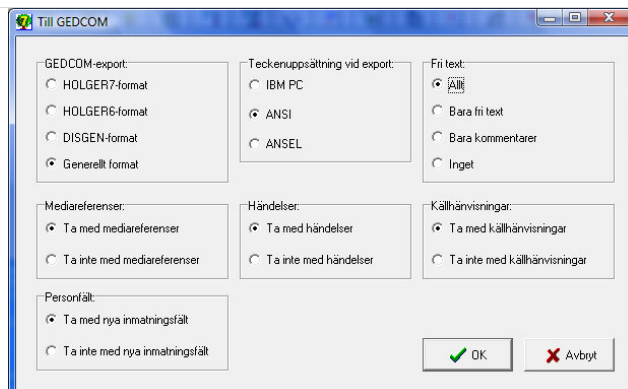 Till GEDCOM
GEDCOM-export:
HOLGER7-format
HOLGER6-format
DISGEN-format
Generellt format
Teckenuppsättning vid export:
IBM PC
ANSI
ANSEL
Fri text:
Allt
Bara fri text
Bara kommentarer
Inget
Mediareferenser:
Ta med mediareferenser
Ta inte med mediareferenser
Händelser:
Ta med händelser
Ta inte med händelser
Källhänvisningar:
Ta med källhänvisningar
Ta inte med källhänvisningar
Personfält:
Ta med nya inmatningsfält
Ta inte med nya inmatningsfält
OK
Avbryt